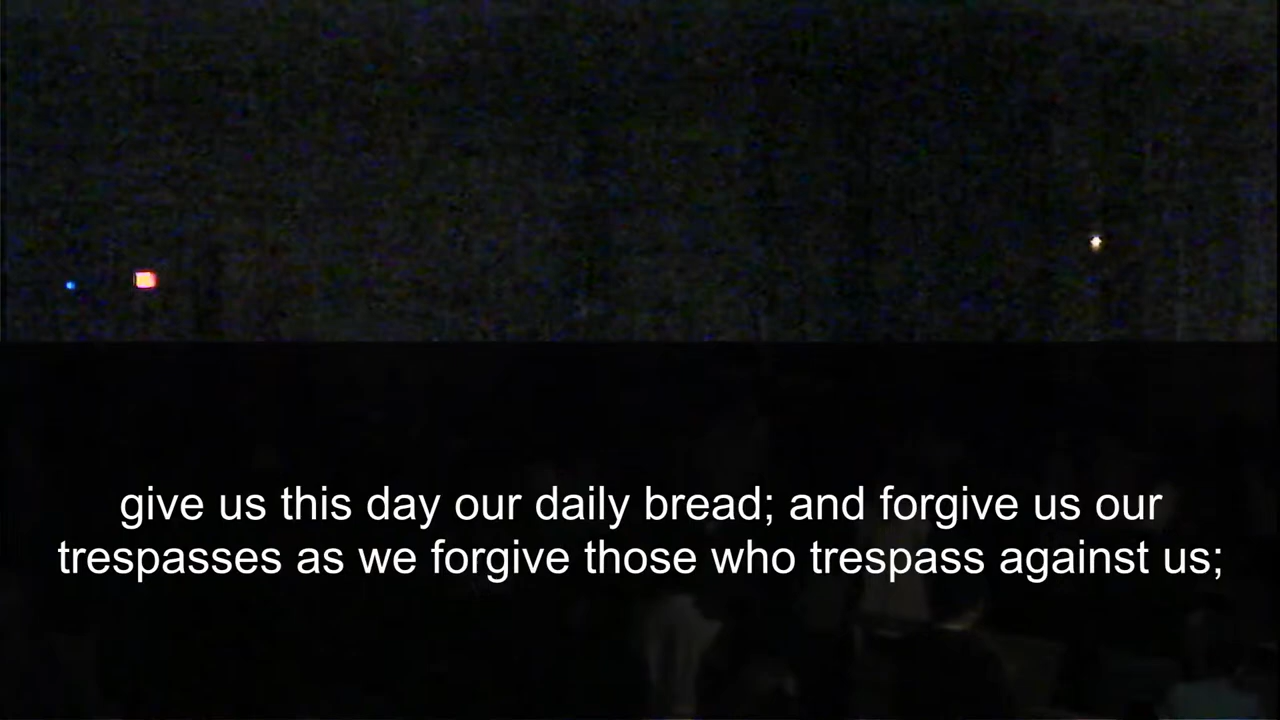 give us this day our daily bread; and forgive us our
trespasses as we forgive those who trespass against us;